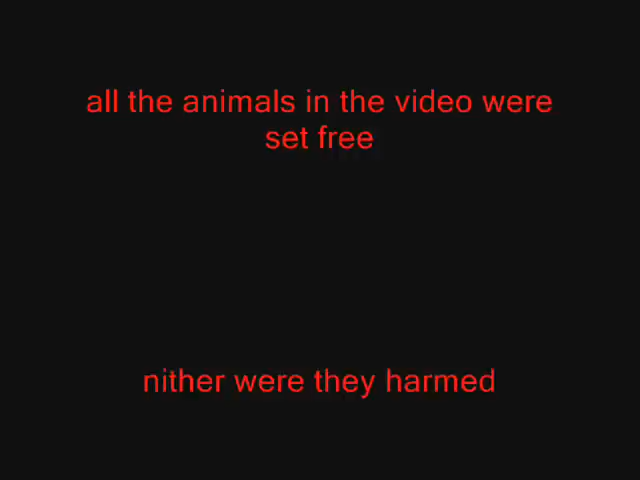 all the animals in the video were
set free
nither were they harmed